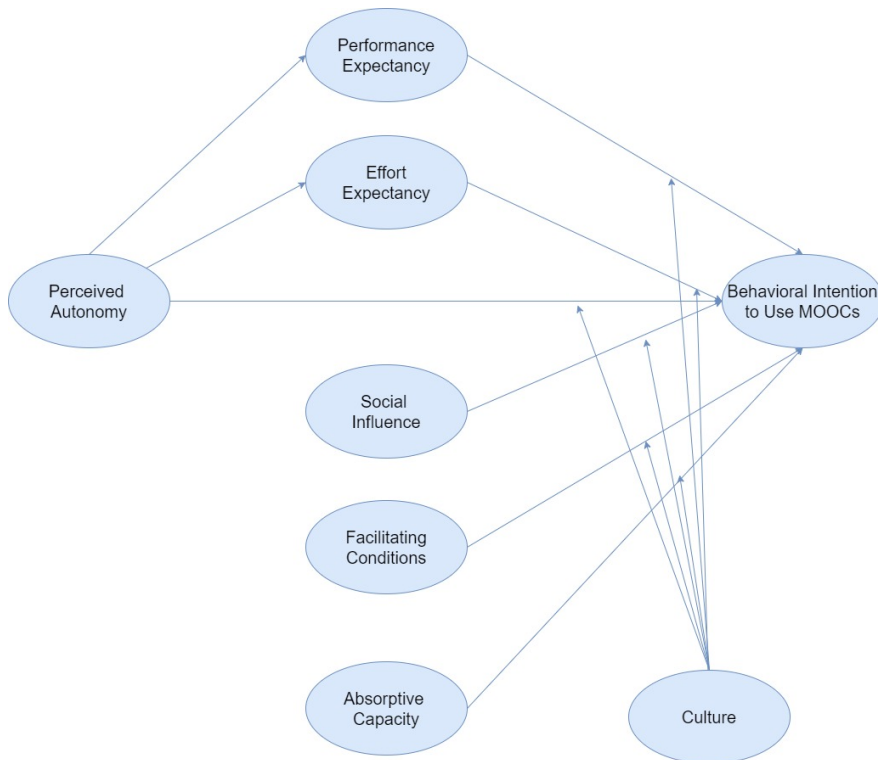 Performance
Expectancy
Effort
Expectancy
Perceived
Autonomy
Behavioral Intention
to Use MOOCs
Social
Influence
Facilitating
Conditions
Absorptive
Capacity
Culture